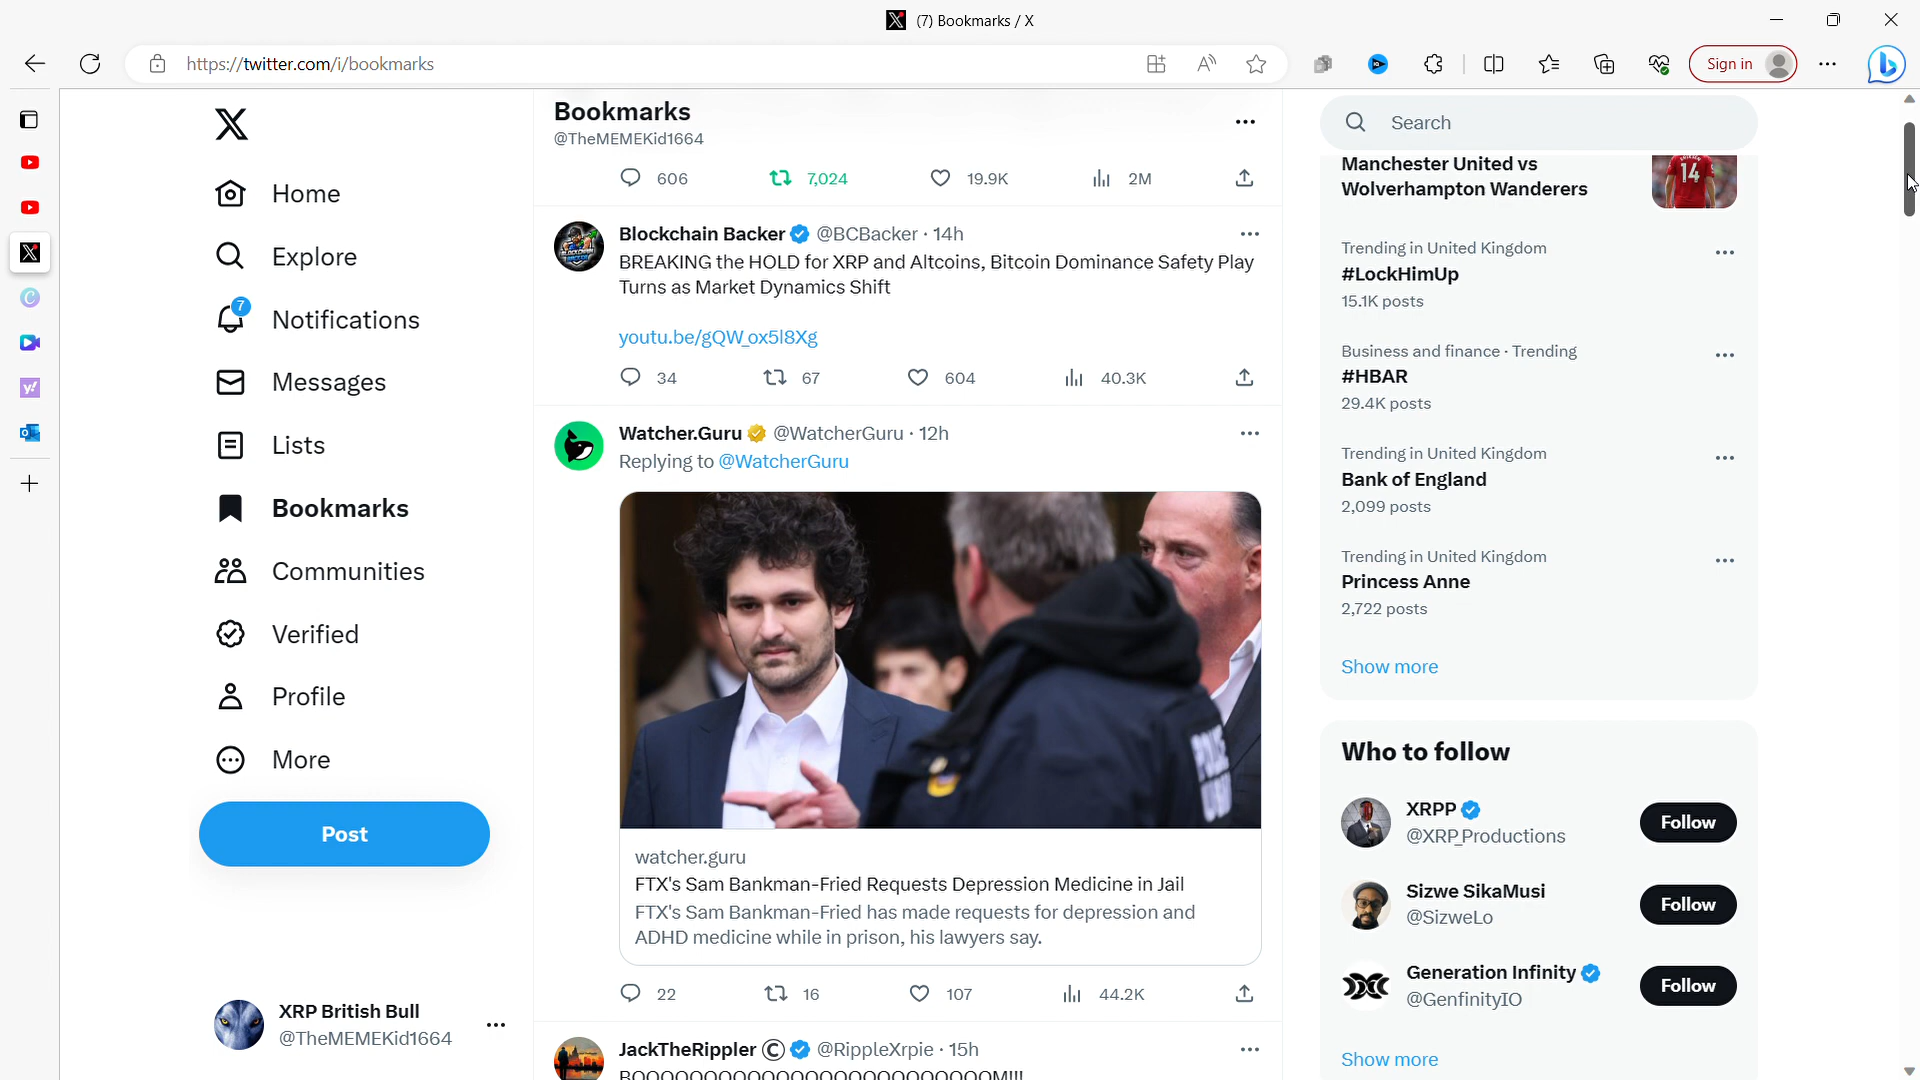 (7) Bookmarks / X
https://twitter.com/i/bookmarks
Sign in
Home
Explore
7
Notifications
Messages
Lists
Bookmarks
Communities
Verified
Profile
More
Post
XRP British Bull
@TheMEMEKid1664
Bookmarks
@TheMEMEKid1664
606 7,024 19.9K 2M
Blockchain Backer @BCBacker · 14h
BREAKING the HOLD for XRP and Altcoins, Bitcoin Dominance Safety Play
Turns as Market Dynamics Shift
youtu.be/gQW_ox5l8Xg
34 67 604 40.3K
Watcher.Guru @WatcherGuru · 12h
Replying to @WatcherGuru
watcher.guru
FTX's Sam Bankman-Fried Requests Depression Medicine in Jail
FTX's Sam Bankman-Fried has made requests for depression and
ADHD medicine while in prison, his lawyers say.
22 16 107 44.2K
JackTheRippler © @RippleXrpie · 15h
Search
Manchester United vs
Wolverhampton Wanderers
14
Trending in United Kingdom
#LockHimUp
15.1K posts
Business and finance · Trending
#HBAR
29.4K posts
Trending in United Kingdom
Bank of England
2,099 posts
Trending in United Kingdom
Princess Anne
2,722 posts
Show more
Who to follow
XRPP
@XRP_Productions
Follow
Sizwe SikaMusi
@SizweLo
Follow
Generation Infinity
@GenfinityIO
Follow
Show more